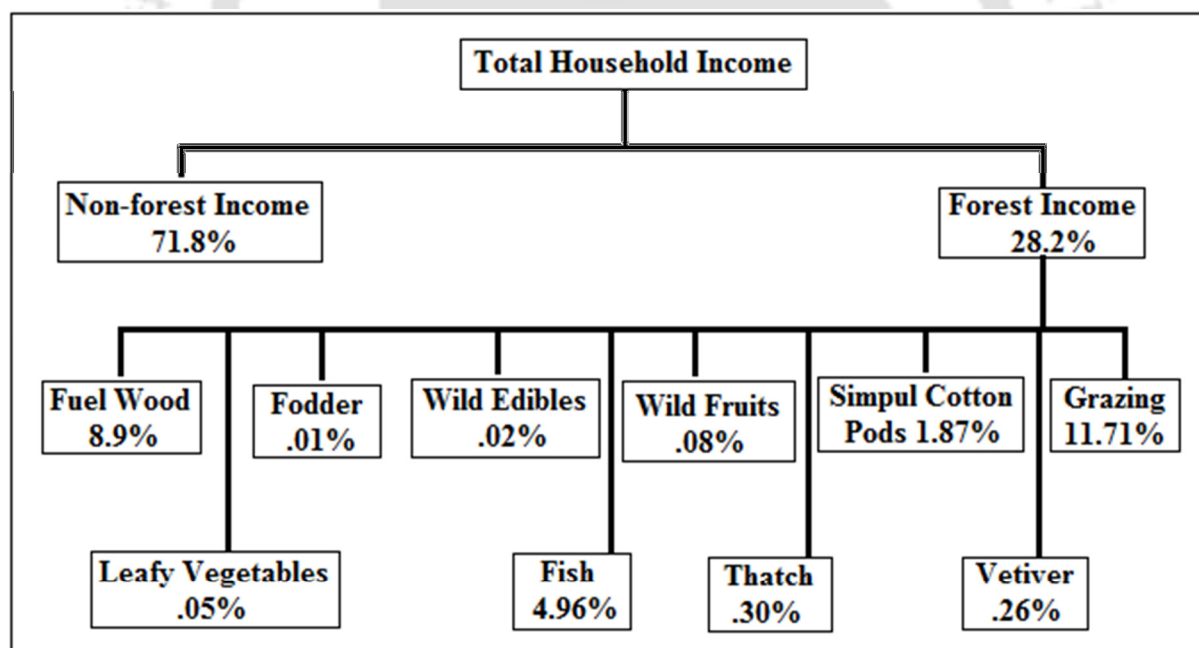 Total Household Income
Non-forest Income
71.8%
Forest Income
28.2%
Fuel Wood
8.9%
Fodder
.01%
Wild Edibles
.02%
Wild Fruits
.08%
Simpul Cotton
Pods 1.87%
Grazing
11.71%
Leafy Vegetables
.05%
Fish
4.96%
Thatch
.30%
Vetiver
.26%